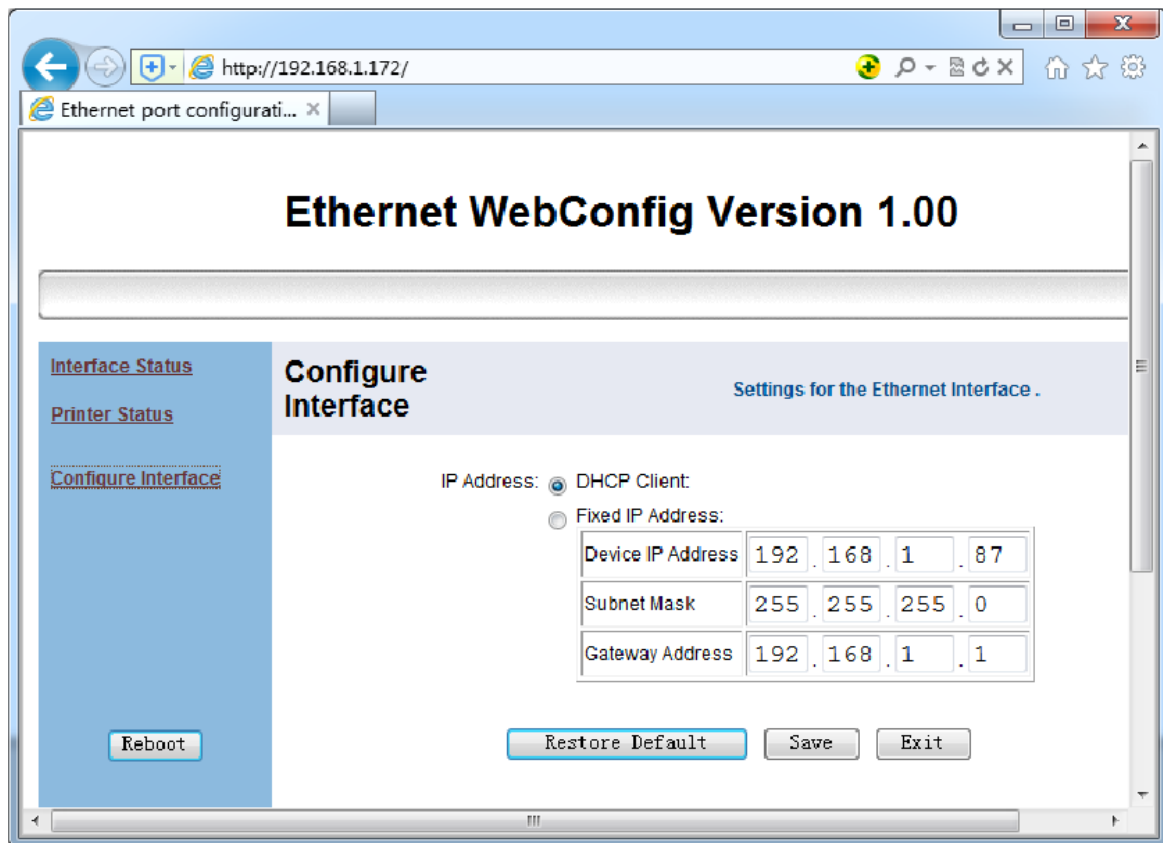 http://192.168.1.172/
Ethernet port configurati...
Ethernet WebConfig Version 1.00
Interface Status
Printer Status
Configure Interface
Reboot
Configure
Interface
Settings for the Ethernet Interface .
IP Address: DHCP Client:
Fixed IP Address:
Device IP Address 192 . 168 . 1 . 87
Subnet Mask 255 . 255 . 255 . 0
Gateway Address 192 . 168 . 1 . 1
Restore Default Save Exit